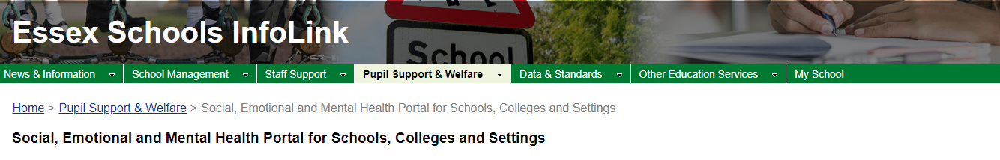 Essex Schools InfoLink
School
News & Information
School Management
Staff Support
Pupil Support & Welfare
Data & Standards
Other Education Services
My School
Home > Pupil Support & Welfare > Social, Emotional and Mental Health Portal for Schools, Colleges and Settings
Social, Emotional and Mental Health Portal for Schools, Colleges and Settings